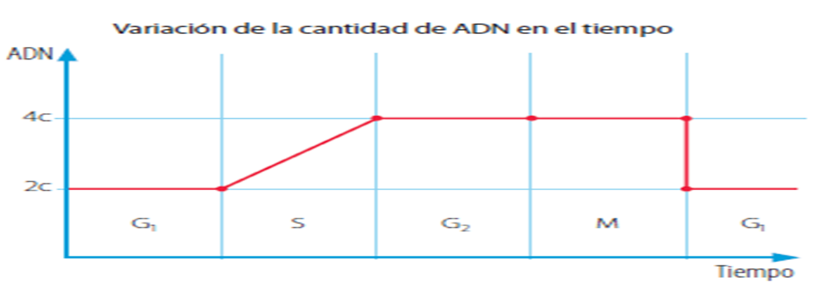 Variación de la cantidad de ADN en el tiempo
ADN
4c
2c
G₁ S G₂ M G₁
Tiempo